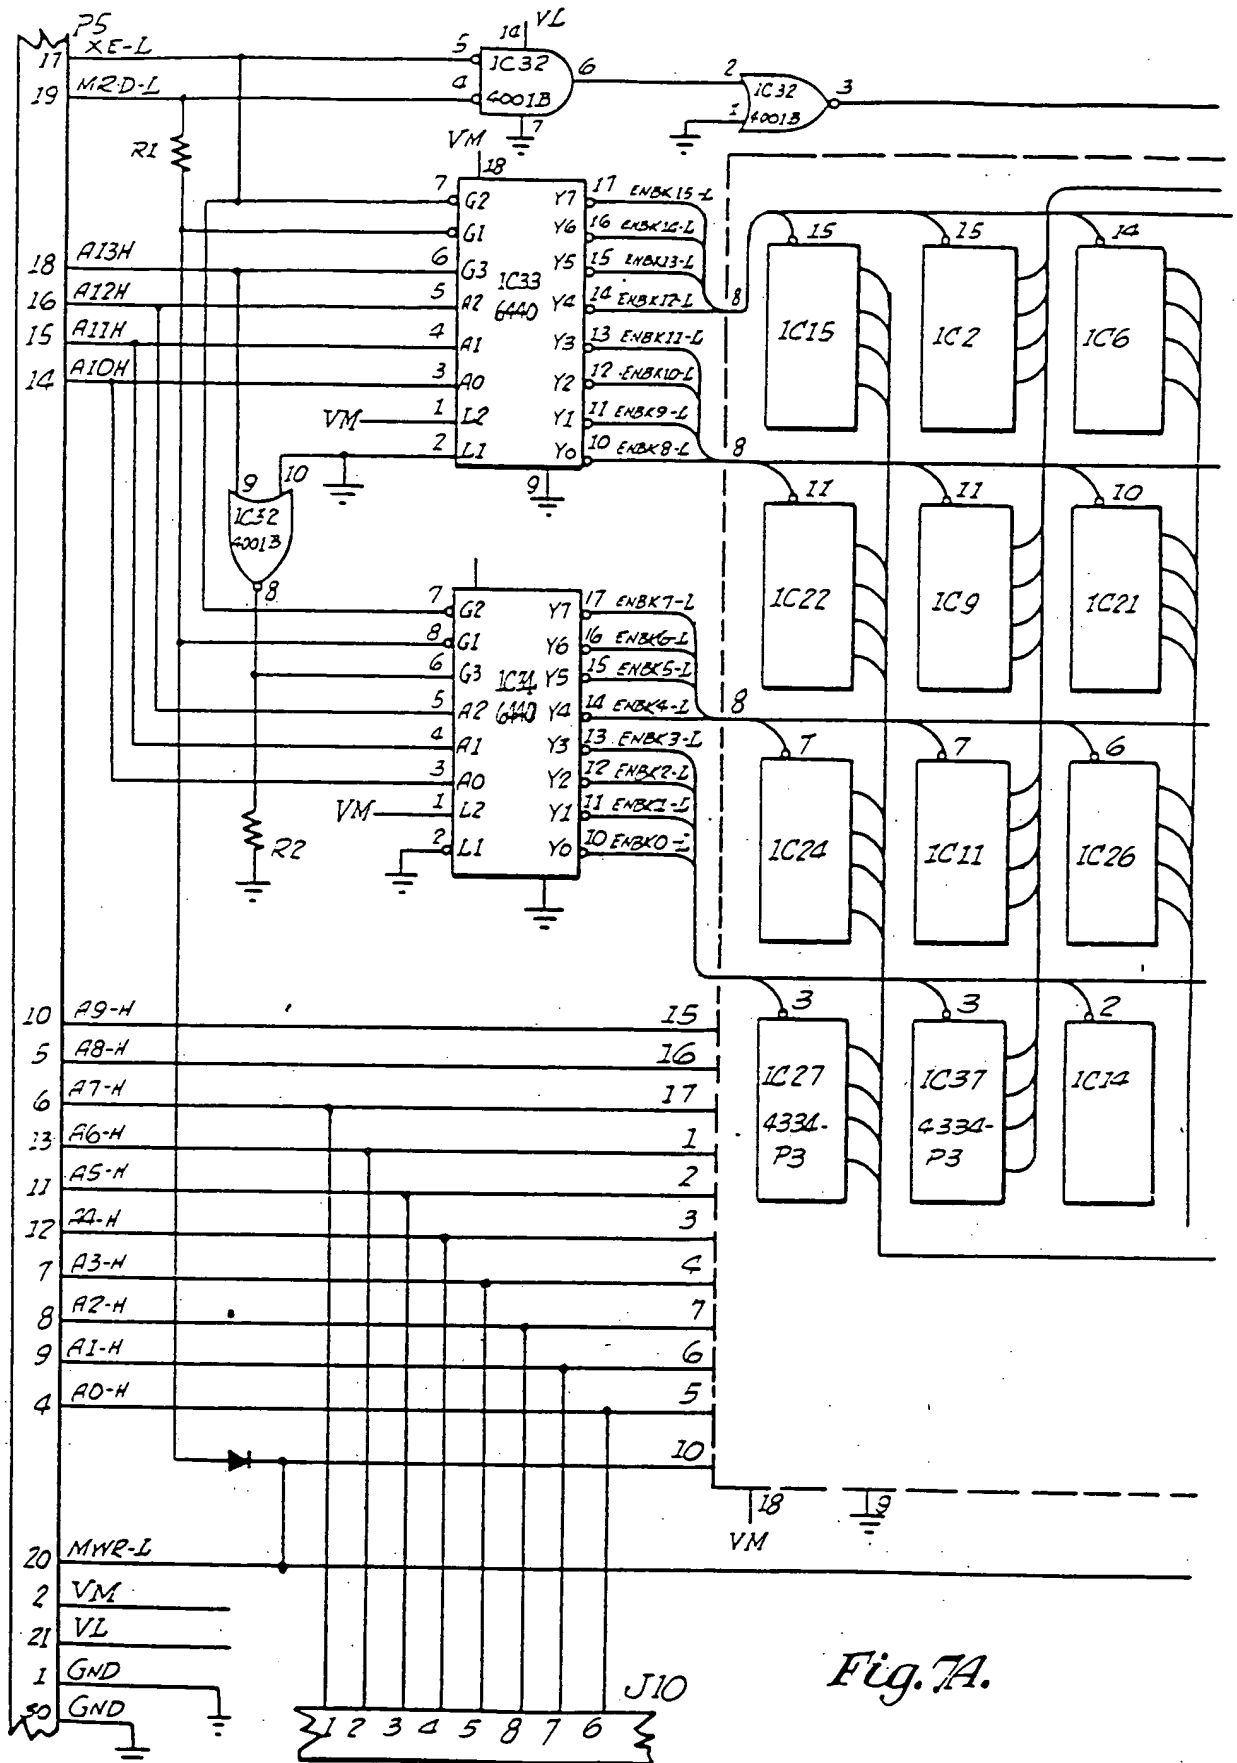 P5
17 XE-L
19 MRD-L
R1
18 A13H
16 A12H
15 A11H
14 A10H
14 VL
5 IC32 6
4 4001B
7
2 IC32 3
1 4001B
VM 18
7 G2 Y7 17 ENBK15-L
G1 Y6 16 ENBK14-L
6 G3 Y5 15 ENBK13-L
IC33
6440
5 A2 Y4 14 ENBK12-L 8
4 A1 Y3 13 ENBK11-L
3 A0 Y2 12 ENBK10-L
VM 1 L2 Y1 11 ENBK9-L
2 L1 Y0 10 ENBK8-L 8
9
9 10
IC32
4001B
8
R2
7 G2 Y7 17 ENBK7-L
8 G1 Y6 16 ENBK6-L
6 G3 Y5 15 ENBK5-L
IC34
6440
5 A2 Y4 14 ENBK4-L 8
4 A1 Y3 13 ENBK3-L
3 A0 Y2 12 ENBK2-L
VM 1 L2 Y1 11 ENBK1-L
2 L1 Y0 10 ENBK0-L
15 15 14
IC15 IC2 IC6
11 11 10
IC22 IC9 IC21
7 7 6
IC24 IC11 IC26
3 3 2
IC27 IC37 IC14
4334-P3 4334-P3
10 A9-H 15
5 A8-H 16
6 A7-H 17
13 A6-H 1
11 A5-H 2
12 A4-H 3
7 A3-H 4
8 A2-H 7
9 A1-H 6
4 A0-H 5
10
18 9
VM
20 MWR-L
2 VM
21 VL
1 GND
30 GND
J10
1 2 3 4 5 8 7 6
Fig. 7A.